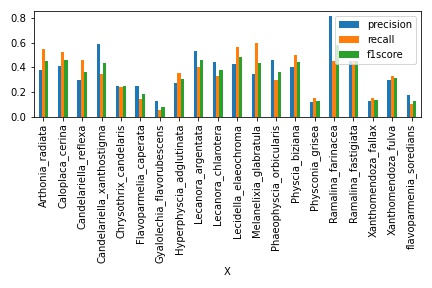 0.8
0.6
0.4
0.2
0.0
precision
recall
f1score
Arthonia_radiata
Caloplaca_cerina
Candelariella_reflexa
Candelariella_xanthostigma
Chrysothrix_candelaris
Flavoparmelia_caperata
Gyalolechia_flavorubescens
Hyperphyscia_adglutinata
Lecanora_argentata
Lecanora_chlarotera
Lecidella_elaeochroma
Melanelixia_glabratula
Phaeophyscia_orbicularis
Physcia_biziana
Physconia_grisea
Ramalina_farinacea
Ramalina_fastigiata
Xanthomendoza_fallax
Xanthomendoza_fulva
flavoparmenia_soredians
X